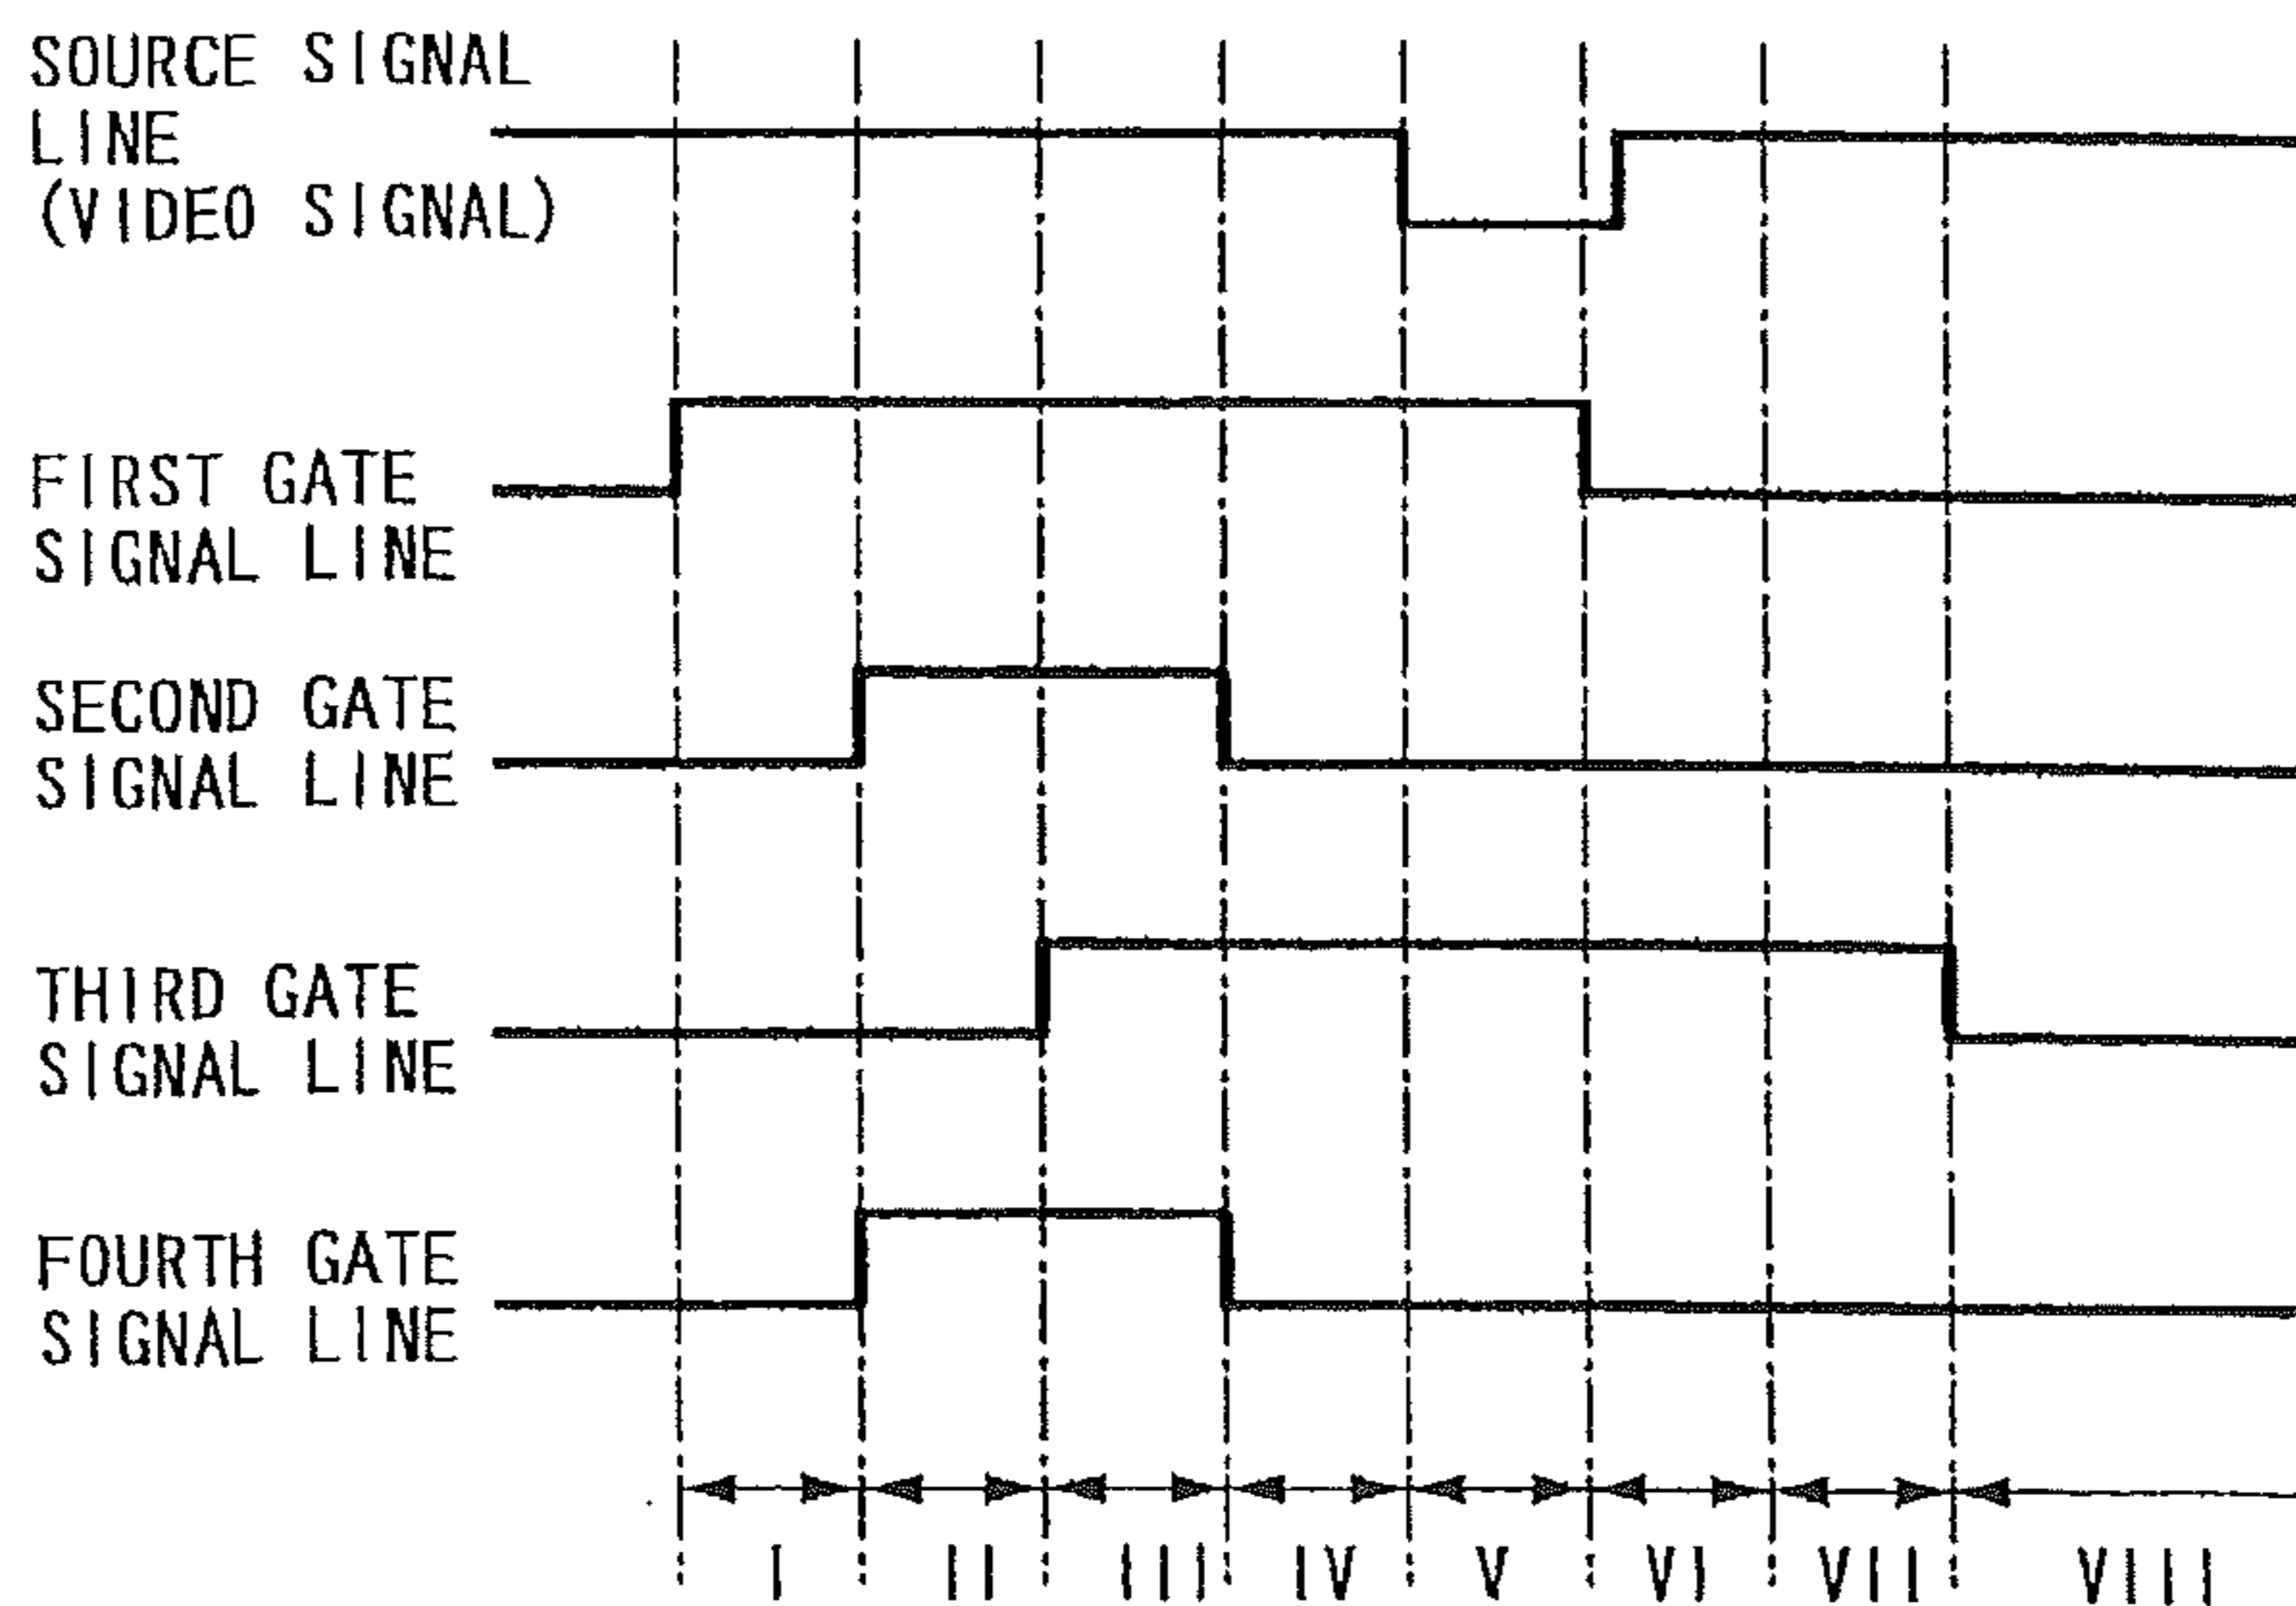 SOURCE SIGNAL
LINE
(VIDEO SIGNAL)
FIRST GATE
SIGNAL LINE
SECOND GATE
SIGNAL LINE
THIRD GATE
SIGNAL LINE
FOURTH GATE
SIGNAL LINE
I II III IV V VI VII VIII